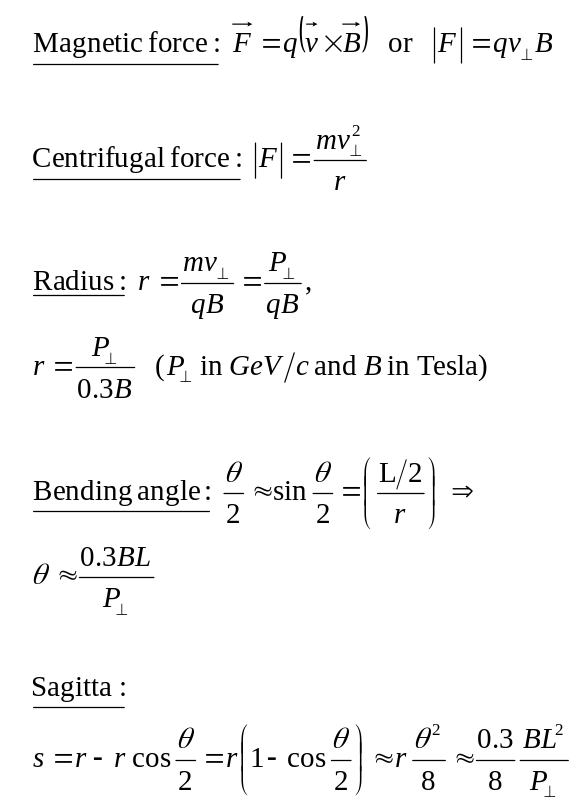 Magnetic force: F⃗ = q(v⃗ × B⃗) or |F| = qv⊥B
Centrifugal force: |F| = mv⊥²/r
Radius: r = mv⊥/qB = P⊥/qB,
r = P⊥/0.3B (P⊥ in GeV/c and B in Tesla)
Bending angle: θ/2 ≈ sin θ/2 = ((L/2)/r) ⇒
θ ≈ 0.3BL/P⊥
Sagitta:
s = r - r cos θ/2 = r(1 - cos θ/2) ≈ r θ²/8 ≈ 0.3/8 BL²/P⊥